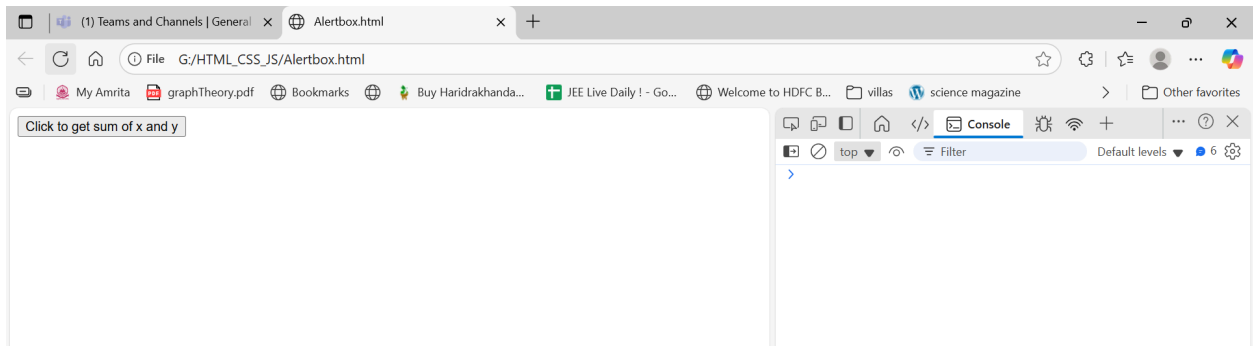 (1) Teams and Channels | General
Alertbox.html
File G:/HTML_CSS_JS/Alertbox.html
My Amrita PDF graphTheory.pdf Bookmarks Buy Haridrakhanda... JEE Live Daily ! - Go... Welcome to HDFC B... villas science magazine Other favorites
Click to get sum of x and y
Console
top Filter Default levels 6